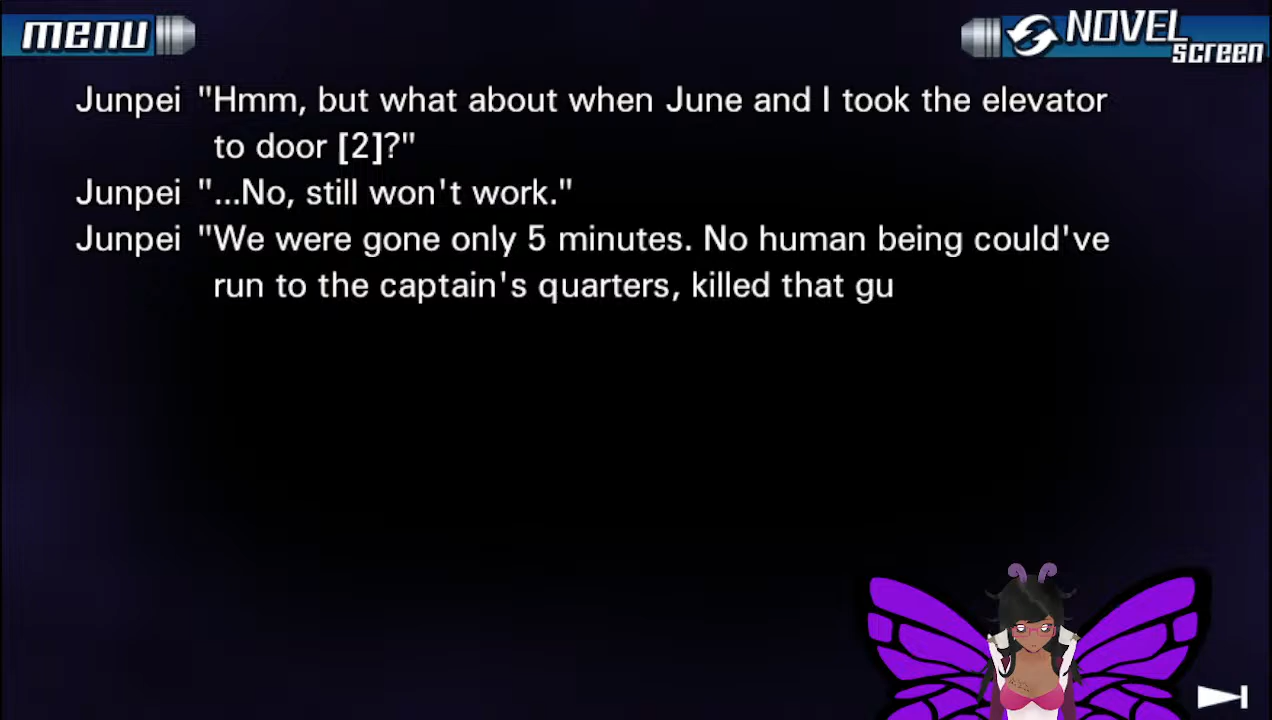 menu
NOVEL
screen
Junpei "Hmm, but what about when June and I took the elevator
to door [2]?"
Junpei "...No, still won't work."
Junpei "We were gone only 5 minutes. No human being could've
run to the captain's quarters, killed that gu